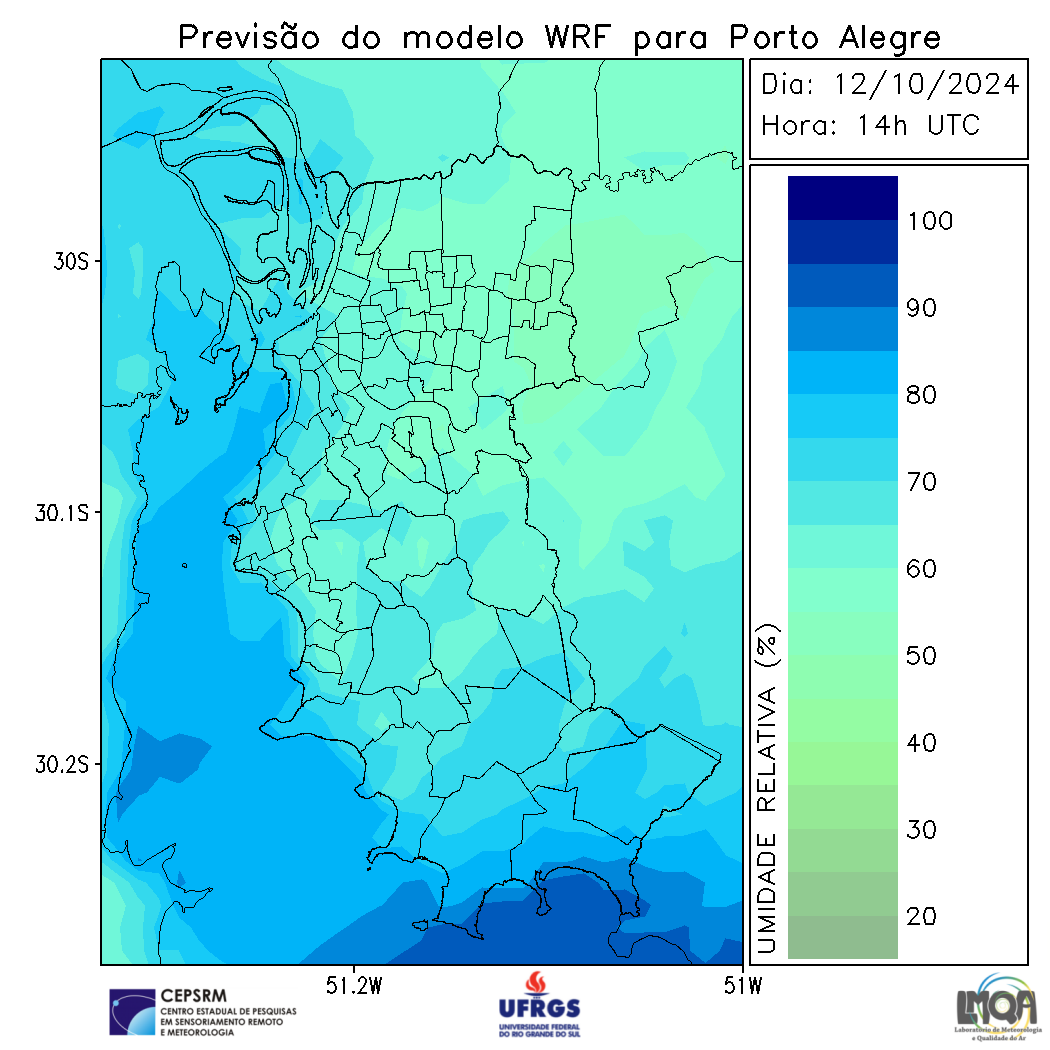 Previsão do modelo WRF para Porto Alegre
Dia: 12/10/2024
Hora: 14h UTC
30S
30.1S
30.2S
51.2W
51W
100
90
80
70
60
50
40
30
20
UMIDADE RELATIVA (%)
CEPSRM
CENTRO ESTADUAL DE PESQUISAS
EM SENSORIAMENTO REMOTO
E METEOROLOGIA
UFRGS
UNIVERSIDADE FEDERAL
DO RIO GRANDE DO SUL
LMQA
Laboratório de Meteorologia
e Qualidade do Ar